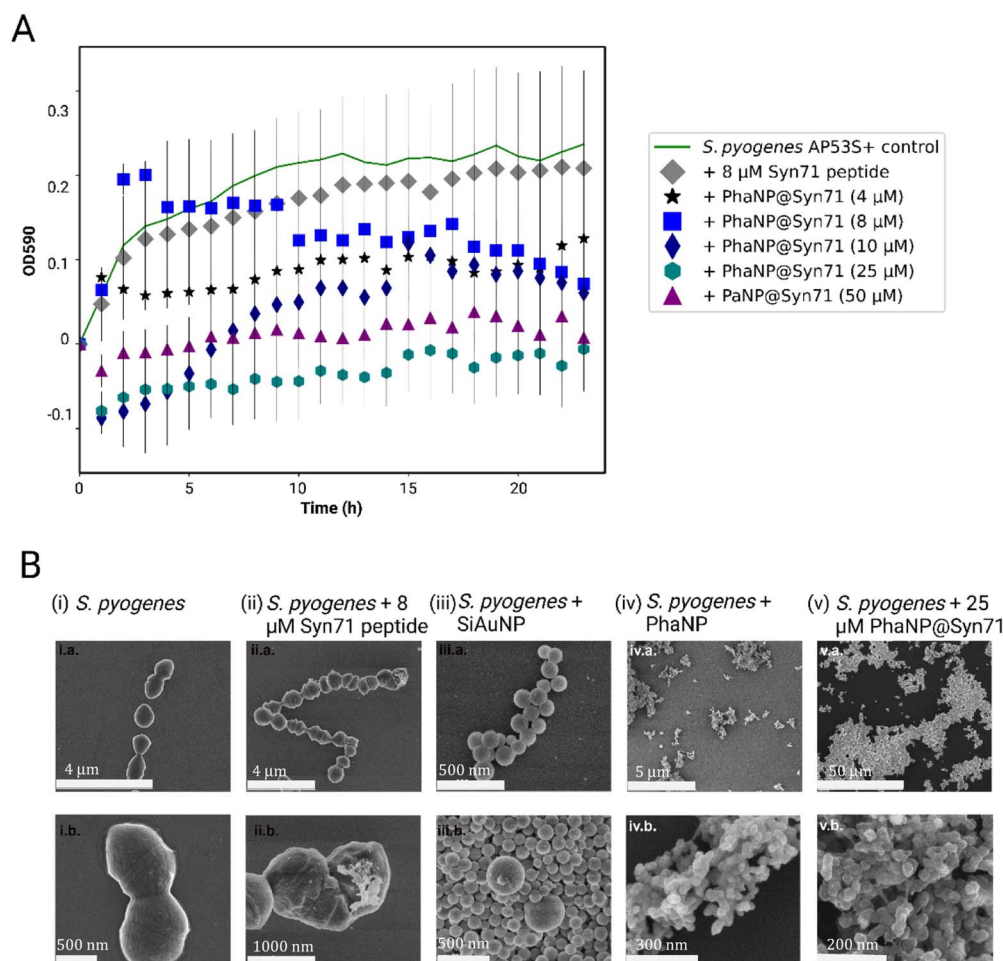 A
0.3
0.2
0.1
0
-0.1
OD590
0
5
10
15
20
Time (h)
S. pyogenes AP53S+ control
+ 8 µM Syn71 peptide
+ PhaNP@Syn71 (4 µM)
+ PhaNP@Syn71 (8 µM)
+ PhaNP@Syn71 (10 µM)
+ PhaNP@Syn71 (25 µM)
+ PaNP@Syn71 (50 µM)
B
(i) S. pyogenes
(ii) S. pyogenes + 8
µM Syn71 peptide
(iii) S. pyogenes +
SiAuNP
(iv) S. pyogenes +
PhaNP
(v) S. pyogenes + 25
µM PhaNP@Syn71
i.a.
4 µm
ii.a.
4 µm
iii.a.
500 nm
iv.a.
5 µm
v.a.
50 µm
i.b.
500 nm
ii.b.
1000 nm
iii.b.
500 nm
iv.b.
300 nm
v.b.
200 nm